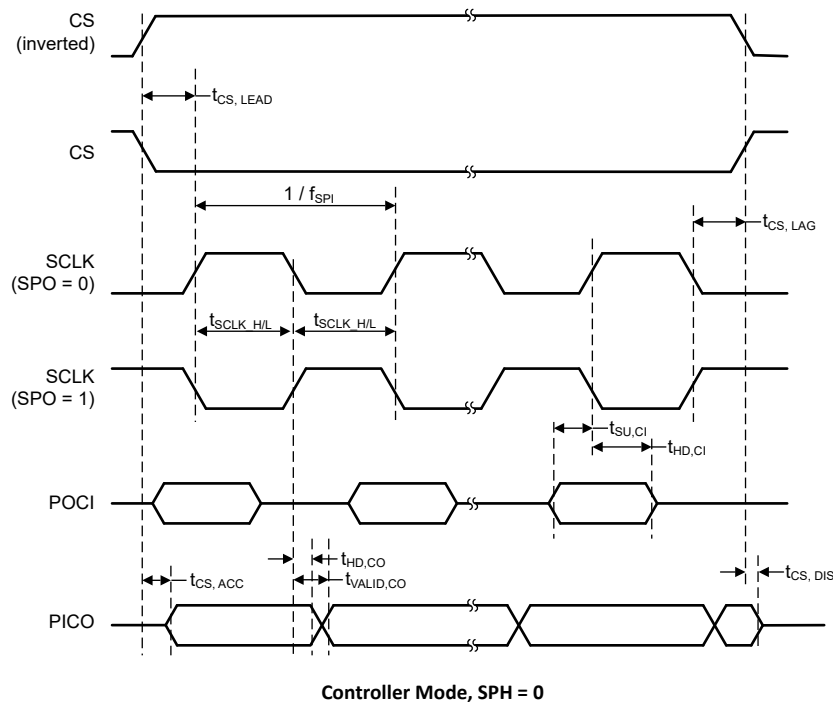 CS
(inverted)
tCS, LEAD
CS
1 / fSPI
tCS, LAG
SCLK
(SPO = 0)
tSCLK_H/L
tSCLK_H/L
SCLK
(SPO = 1)
tSU,CI
tHD,CI
POCI
tHD,CO
tCS, ACC
tVALID,CO
tCS, DIS
PICO
Controller Mode, SPH = 0